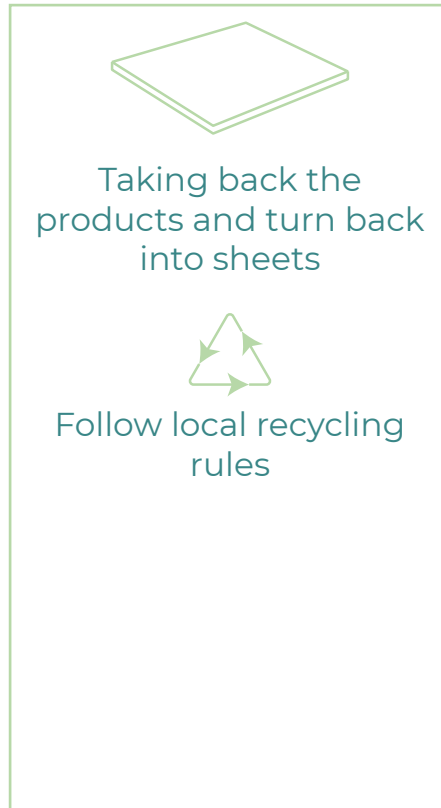 Taking back the
products and turn back
into sheets
Follow local recycling
rules